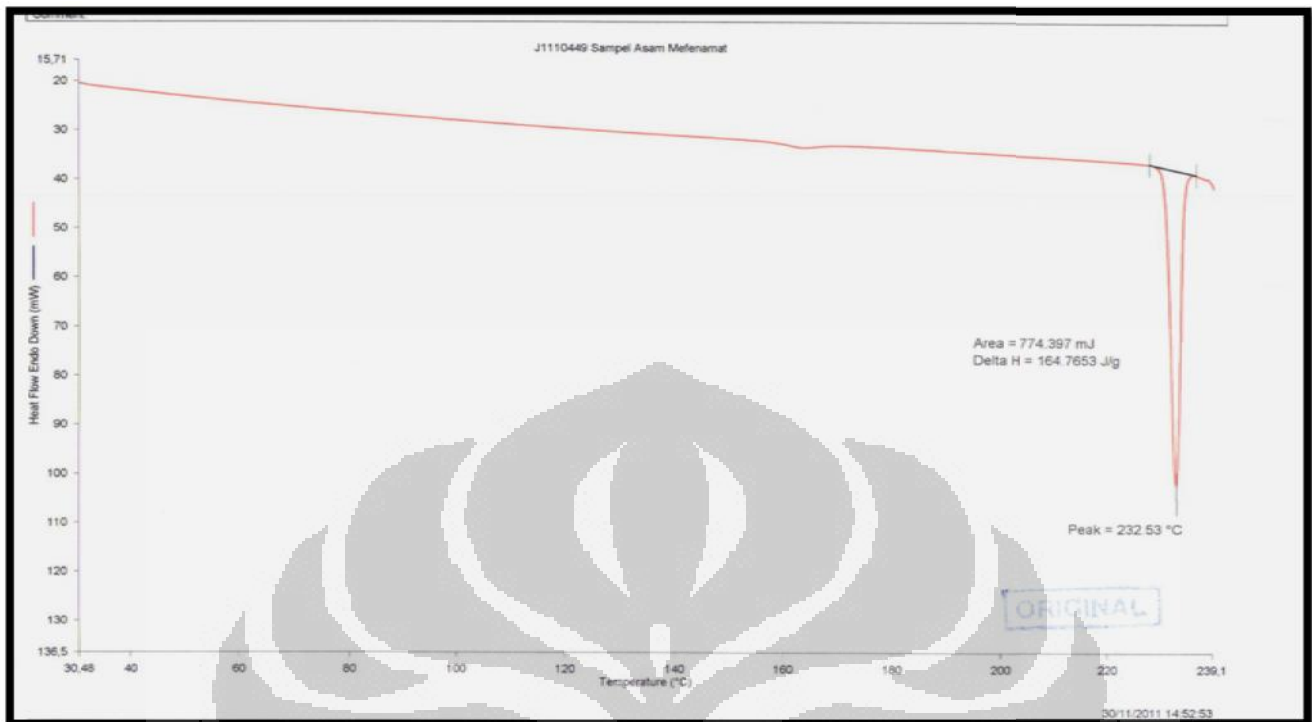 Comment:
J1110449 Sampel Asam Mefenamat
15,71
20
30
40
50
60
70
80
90
100
110
120
130
136,5
Heat Flow Endo Down (mW)
Area = 774.397 mJ
Delta H = 164.7653 J/g
Peak = 232.53 °C
ORIGINAL
30,48 40 60 80 100 120 140 160 180 200 220 239,1
Temperature (°C)
30/11/2011 14:52:53